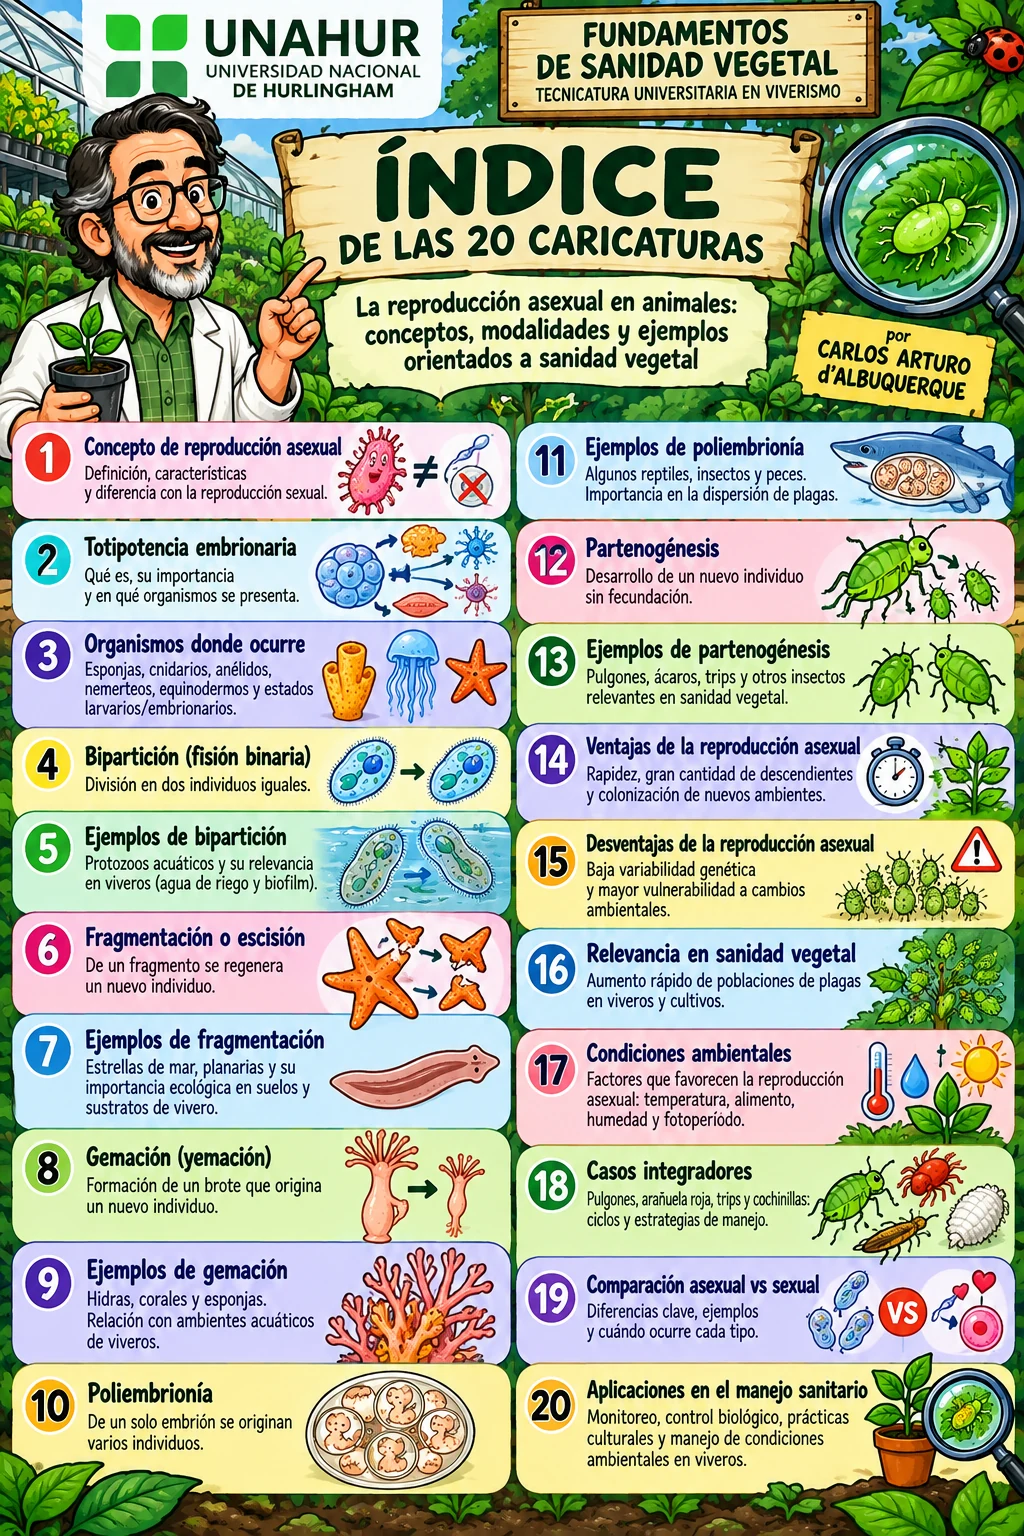 UNAHUR
UNIVERSIDAD NACIONAL
DE HURLINGHAM
FUNDAMENTOS
DE SANIDAD VEGETAL
TECNICATURA UNIVERSITARIA EN VIVERISMO
ÍNDICE
DE LAS 20 CARICATURAS
La reproducción asexual en animales:
conceptos, modalidades y ejemplos
orientados a sanidad vegetal
por
CARLOS ARTURO
d'ALBUQUERQUE
1
Concepto de reproducción asexual
Definición, características
y diferencia con la reproducción sexual.
≠
2
Totipotencia embrionaria
Qué es, su importancia
y en qué organismos se presenta.
3
Organismos donde ocurre
Esponjas, cnidarios, anélidos,
nemerteos, equinodermos y estados
larvarios/embrionarios.
4
Bipartición (fisión binaria)
División en dos individuos iguales.
5
Ejemplos de bipartición
Protozoos acuáticos y su relevancia
en viveros (agua de riego y biofilm).
6
Fragmentación o escisión
De un fragmento se regenera
un nuevo individuo.
7
Ejemplos de fragmentación
Estrellas de mar, planarias y su
importancia ecológica en suelos y
sustratos de vivero.
8
Gemación (yemación)
Formación de un brote que origina
un nuevo individuo.
9
Ejemplos de gemación
Hidras, corales y esponjas.
Relación con ambientes acuáticos
de viveros.
10
Poliembrionía
De un solo embrión se originan
varios individuos.
11
Ejemplos de poliembrionía
Algunos reptiles, insectos y peces.
Importancia en la dispersión de plagas.
12
Partenogénesis
Desarrollo de un nuevo individuo
sin fecundación.
13
Ejemplos de partenogénesis
Pulgones, ácaros, trips y otros insectos
relevantes en sanidad vegetal.
14
Ventajas de la reproducción asexual
Rapidez, gran cantidad de descendientes
y colonización de nuevos ambientes.
15
Desventajas de la reproducción asexual
Baja variabilidad genética
y mayor vulnerabilidad a cambios
ambientales.
!
16
Relevancia en sanidad vegetal
Aumento rápido de poblaciones de plagas
en viveros y cultivos.
17
Condiciones ambientales
Factores que favorecen la reproducción
asexual: temperatura, alimento,
humedad y fotoperíodo.
18
Casos integradores
Pulgones, arañuela roja, trips y cochinillas:
ciclos y estrategias de manejo.
19
Comparación asexual vs sexual
Diferencias clave, ejemplos
y cuándo ocurre cada tipo.
VS
20
Aplicaciones en el manejo sanitario
Monitoreo, control biológico, prácticas
culturales y manejo de condiciones
ambientales en viveros.